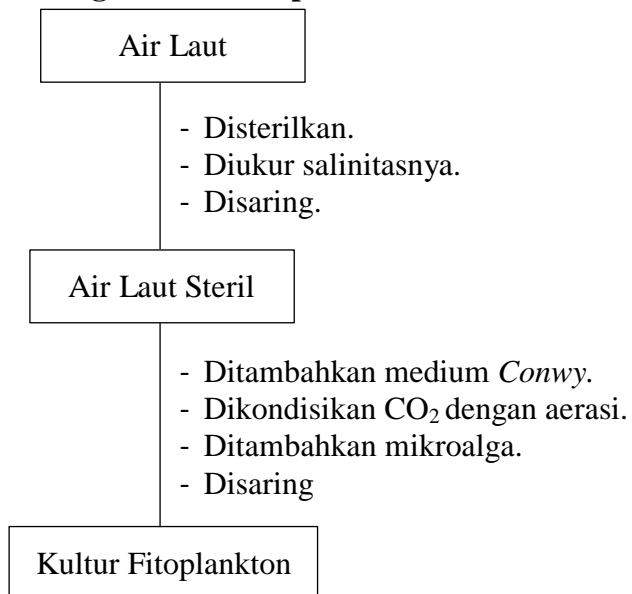 Air Laut
- Disterilkan.
- Diukur salinitasnya.
- Disaring.
Air Laut Steril
- Ditambahkan medium Conwy.
- Dikondisikan CO₂ dengan aerasi.
- Ditambahkan mikroalga.
- Disaring
Kultur Fitoplankton